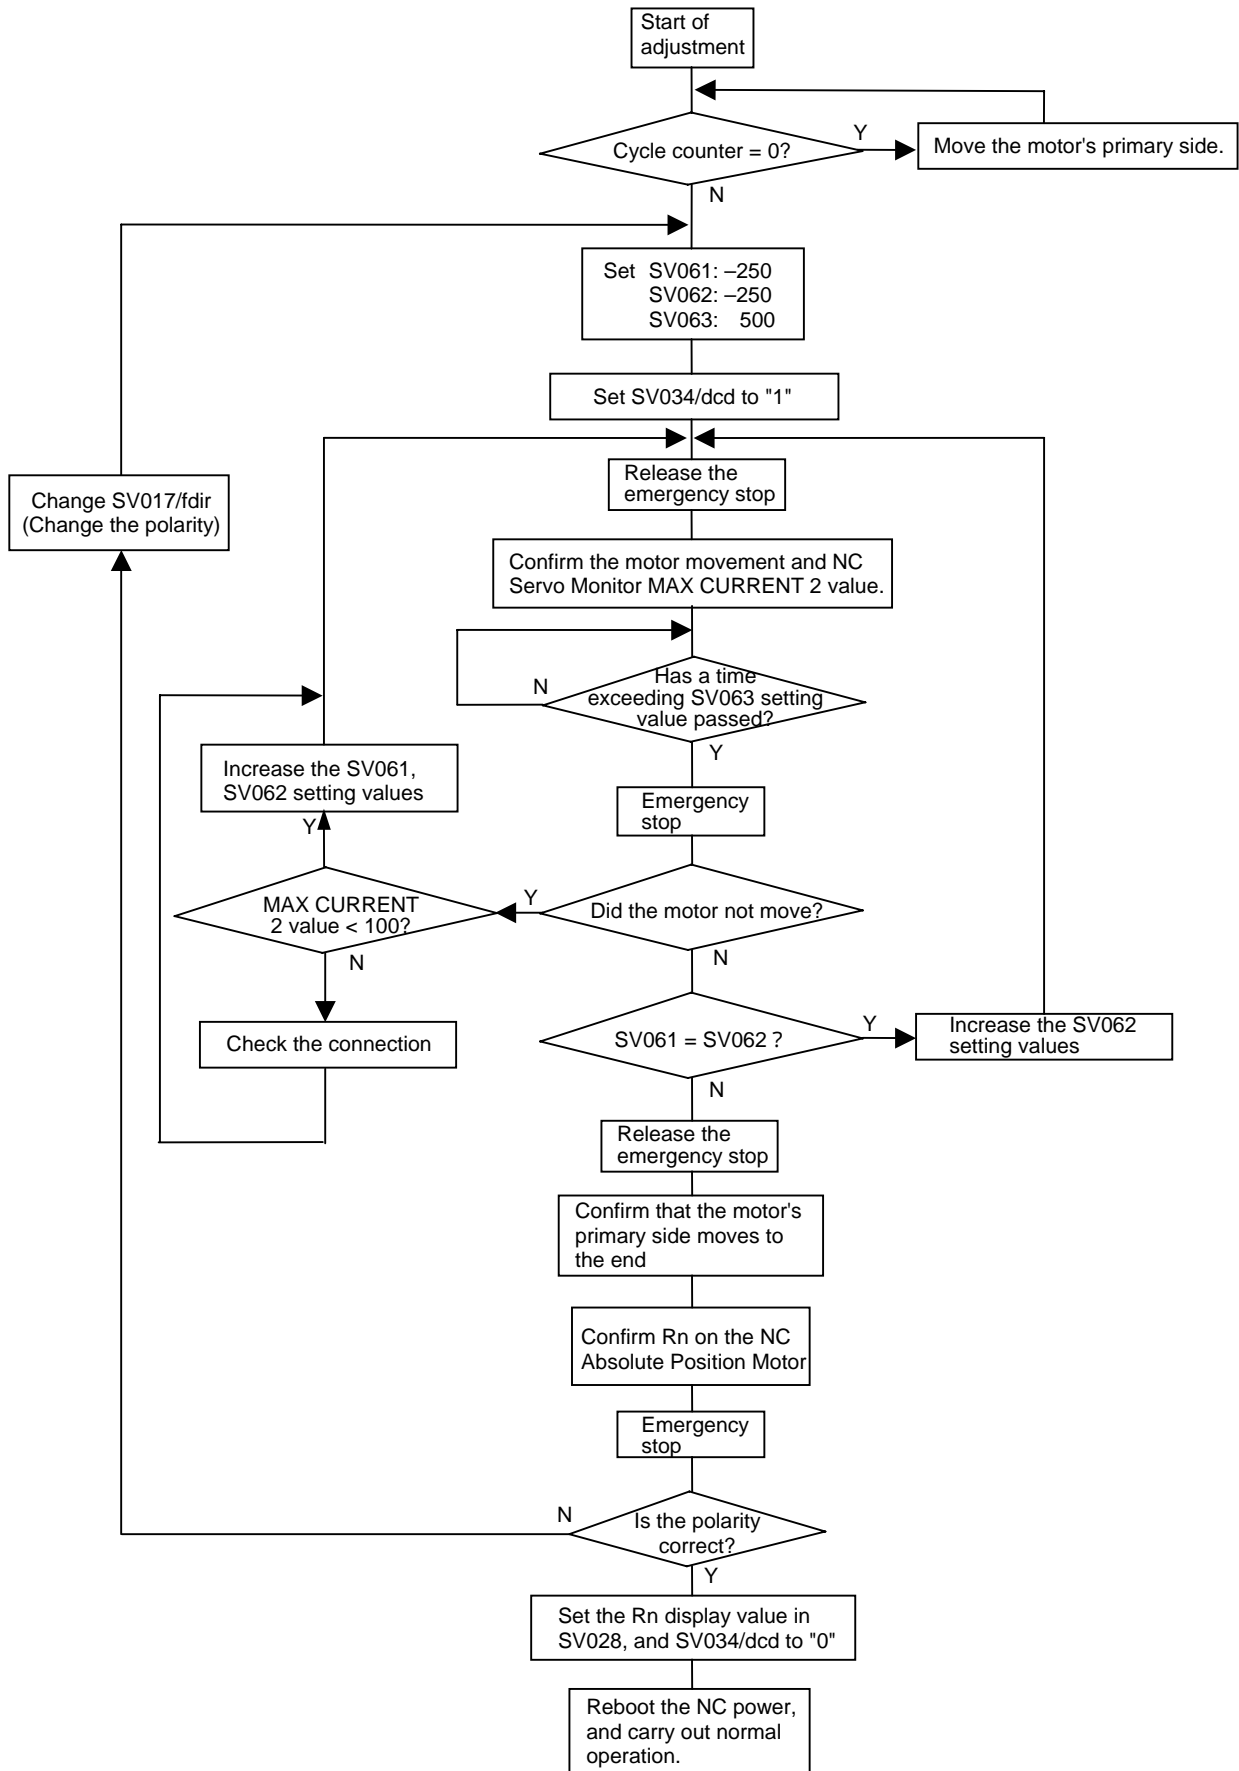 Start of
adjustment
Cycle counter = 0?
Y
Move the motor's primary side.
N
Set SV061: –250
SV062: –250
SV063: 500
Set SV034/dcd to "1"
Release the
emergency stop
Change SV017/fdir
(Change the polarity)
Confirm the motor movement and NC
Servo Monitor MAX CURRENT 2 value.
Has a time
exceeding SV063 setting
value passed?
N
Y
Increase the SV061,
SV062 setting values
Emergency
stop
Y
MAX CURRENT
2 value < 100?
Y
Did the motor not move?
N
N
Check the connection
SV061 = SV062 ?
Y
Increase the SV062
setting values
N
Release the
emergency stop
Confirm that the motor's
primary side moves to
the end
Confirm Rn on the NC
Absolute Position Motor
Emergency
stop
N
Is the polarity
correct?
Y
Set the Rn display value in
SV028, and SV034/dcd to "0"
Reboot the NC power,
and carry out normal
operation.